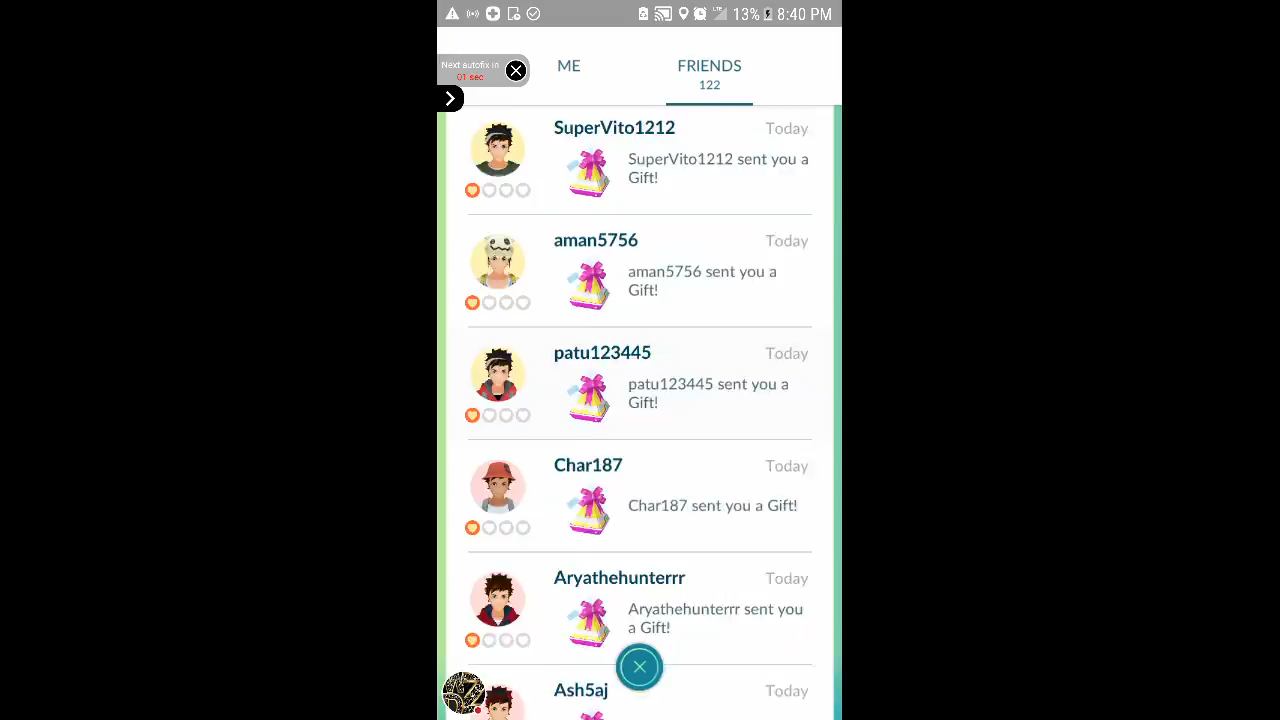 LTE 13% 8:40 PM
Next autofix in
01 sec
ME
FRIENDS
122
SuperVito1212 Today
SuperVito1212 sent you a
Gift!
aman5756 Today
aman5756 sent you a
Gift!
patu123445 Today
patu123445 sent you a
Gift!
Char187 Today
Char187 sent you a Gift!
Aryathehunterrr Today
Aryathehunterrr sent you
a Gift!
Ash5aj Today